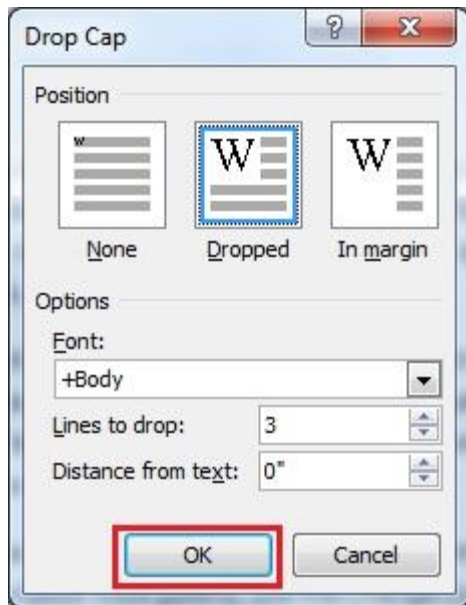 Drop Cap
?
Position
W W W
None Dropped In margin
Options
Font:
+Body
Lines to drop: 3
Distance from text: 0"
OK Cancel